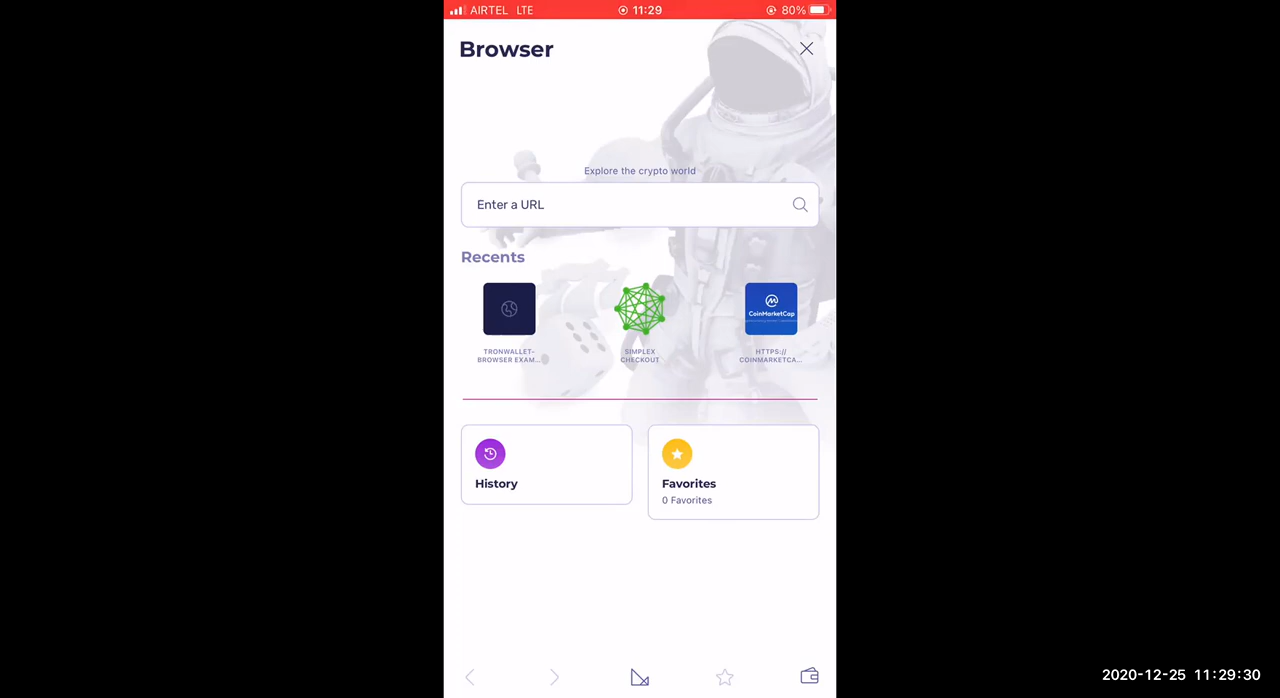 AIRTEL LTE 11:29 80%
Browser
Explore the crypto world
Enter a URL
Recents
CoinMarketCap
TRONWALLET-
BROWSER EXAM...
SIMPLEX
CHECKOUT
HTTPS://
COINMARKETCA...
History
Favorites
0 Favorites
2020-12-25 11:29:30